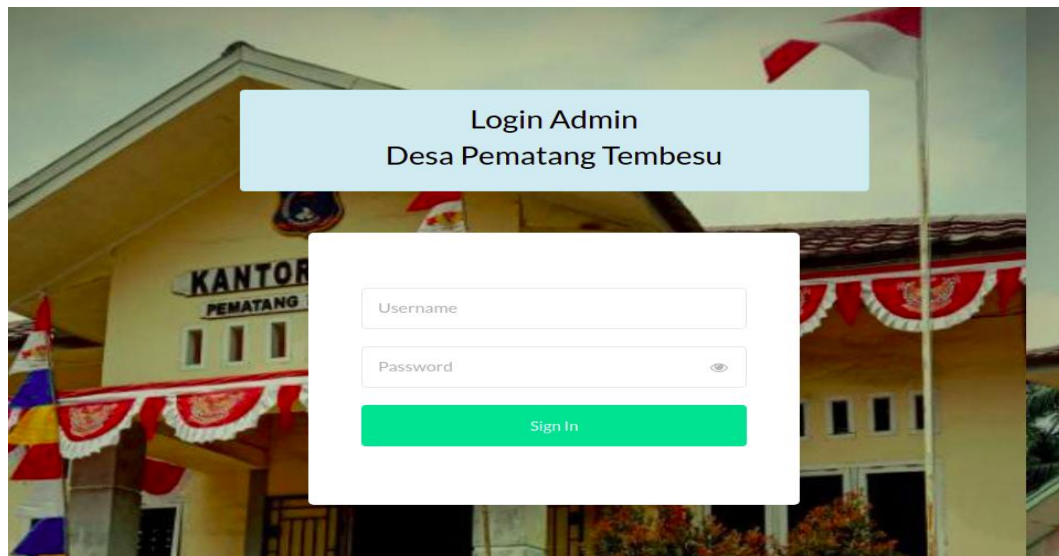 Login Admin
Desa Pematang Tembesu
KANTOR
PEMATANG
Username
Password
Sign In